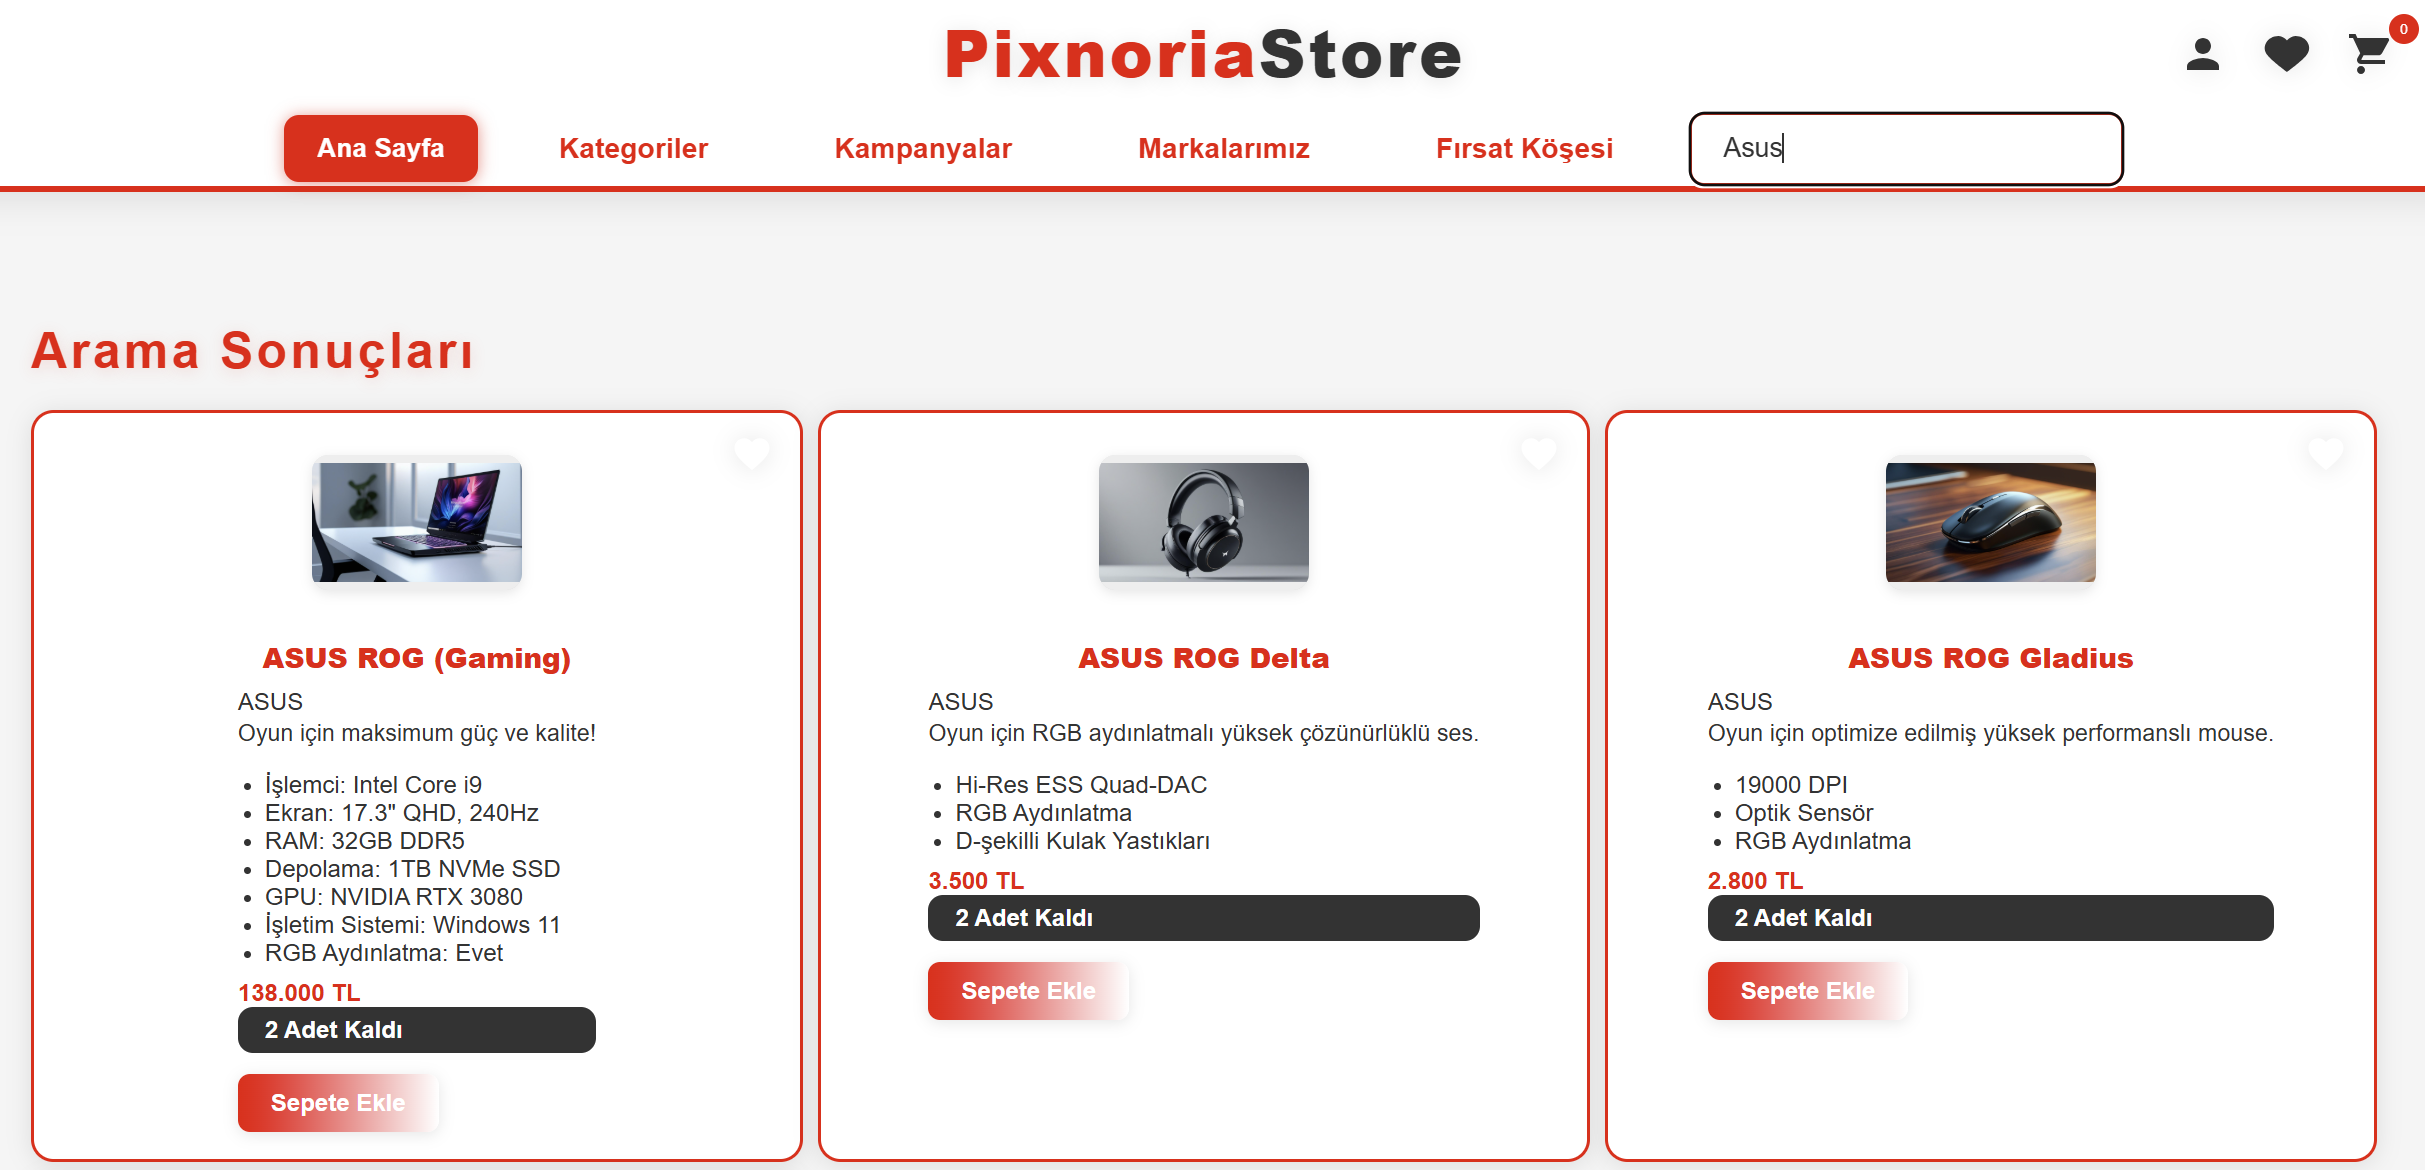 PixnoriaStore
0
Ana Sayfa
Kategoriler
Kampanyalar
Markalarımız
Fırsat Köşesi
Asus
Arama Sonuçları
ASUS ROG (Gaming)
ASUS
Oyun için maksimum güç ve kalite!
İşlemci: Intel Core i9
Ekran: 17.3" QHD, 240Hz
RAM: 32GB DDR5
Depolama: 1TB NVMe SSD
GPU: NVIDIA RTX 3080
İşletim Sistemi: Windows 11
RGB Aydınlatma: Evet
138.000 TL
2 Adet Kaldı
Sepete Ekle
ASUS ROG Delta
ASUS
Oyun için RGB aydınlatmalı yüksek çözünürlüklü ses.
Hi-Res ESS Quad-DAC
RGB Aydınlatma
D-şekilli Kulak Yastıkları
3.500 TL
2 Adet Kaldı
Sepete Ekle
ASUS ROG Gladius
ASUS
Oyun için optimize edilmiş yüksek performanslı mouse.
19000 DPI
Optik Sensör
RGB Aydınlatma
2.800 TL
2 Adet Kaldı
Sepete Ekle